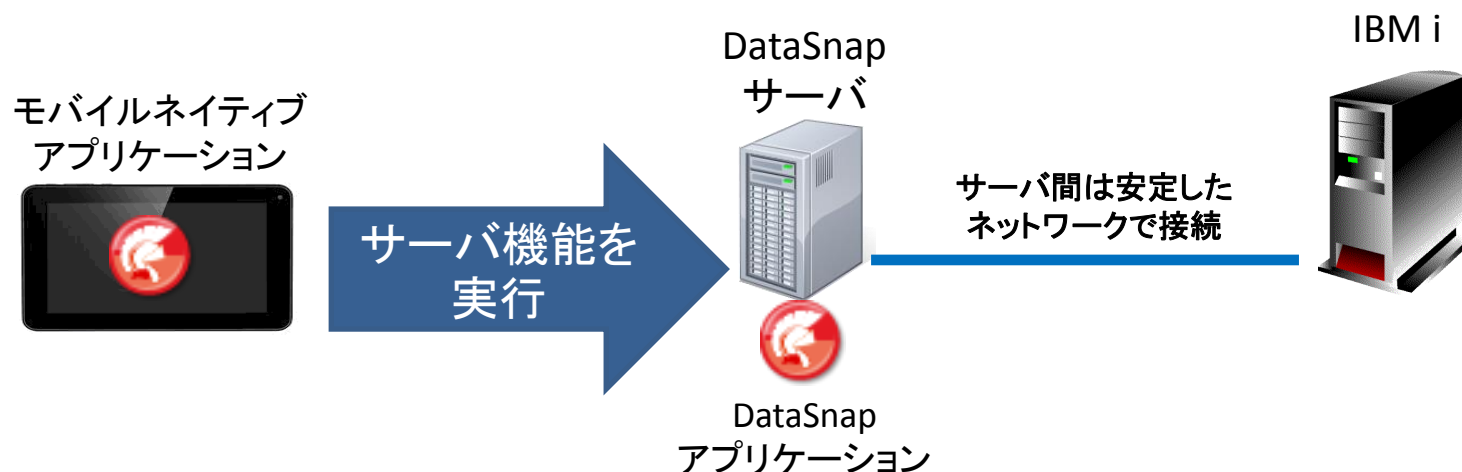 モバイルネイティブ
アプリケーション
サーバ機能を
実行
DataSnap
サーバ
DataSnap
アプリケーション
サーバ間は安定した
ネットワークで接続
IBM i